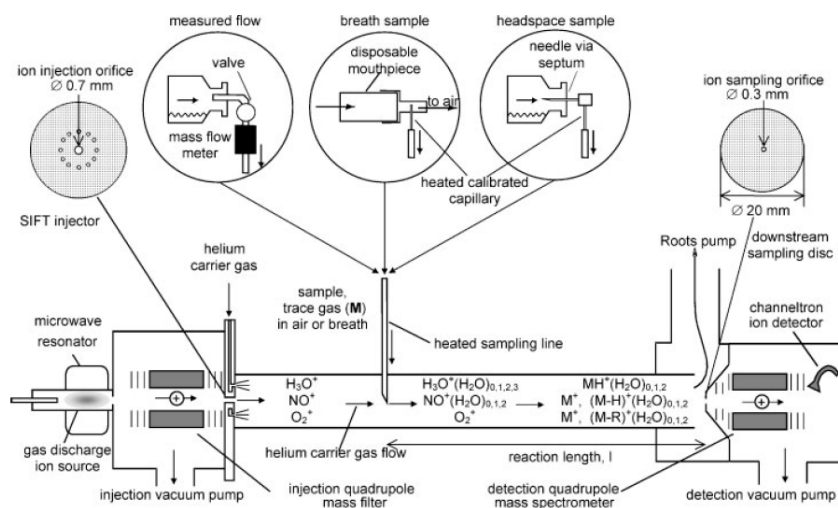 measured flow
breath sample
headspace sample
ion injection orifice
Ø 0.7 mm
valve
mass flow
meter
disposable
mouthpiece
to air
needle via
septum
ion sampling orifice
Ø 0.3 mm
heated calibrated
capillary
SIFT injector
Ø 20 mm
helium
carrier gas
Roots pump
downstream
sampling disc
sample,
trace gas (M)
in air or breath
microwave
resonator
heated sampling line
channeltron
ion detector
H₃O⁺ H₃O⁺(H₂O)₀,₁,₂,₃ MH⁺(H₂O)₀,₁,₂
NO⁺ NO⁺(H₂O)₀,₁,₂ M⁺, (M-H)⁺(H₂O)₀,₁,₂
O₂⁺ O₂⁺ M⁺, (M-R)⁺(H₂O)₀,₁,₂
gas discharge
ion source
helium carrier gas flow
reaction length, l
injection vacuum pump
injection quadrupole
mass filter
detection quadrupole
mass spectrometer
detection vacuum pump